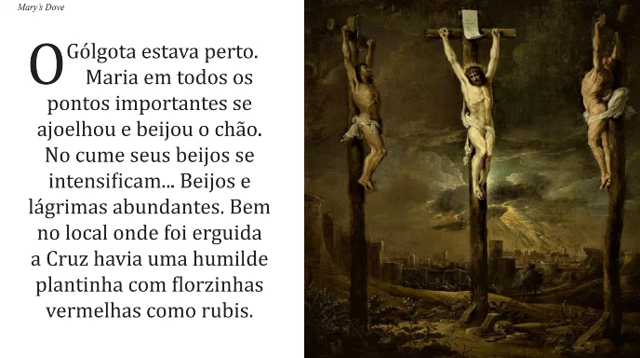 Mary's Dove
O Gólgota estava perto.
Maria em todos os
pontos importantes se
ajoelhou e beijou o chão.
No cume seus beijos se
intensificam... Beijos e
lágrimas abundantes. Bem
no local onde foi erguida
a Cruz havia uma humilde
plantinha com florzinhas
vermelhas como rubis.